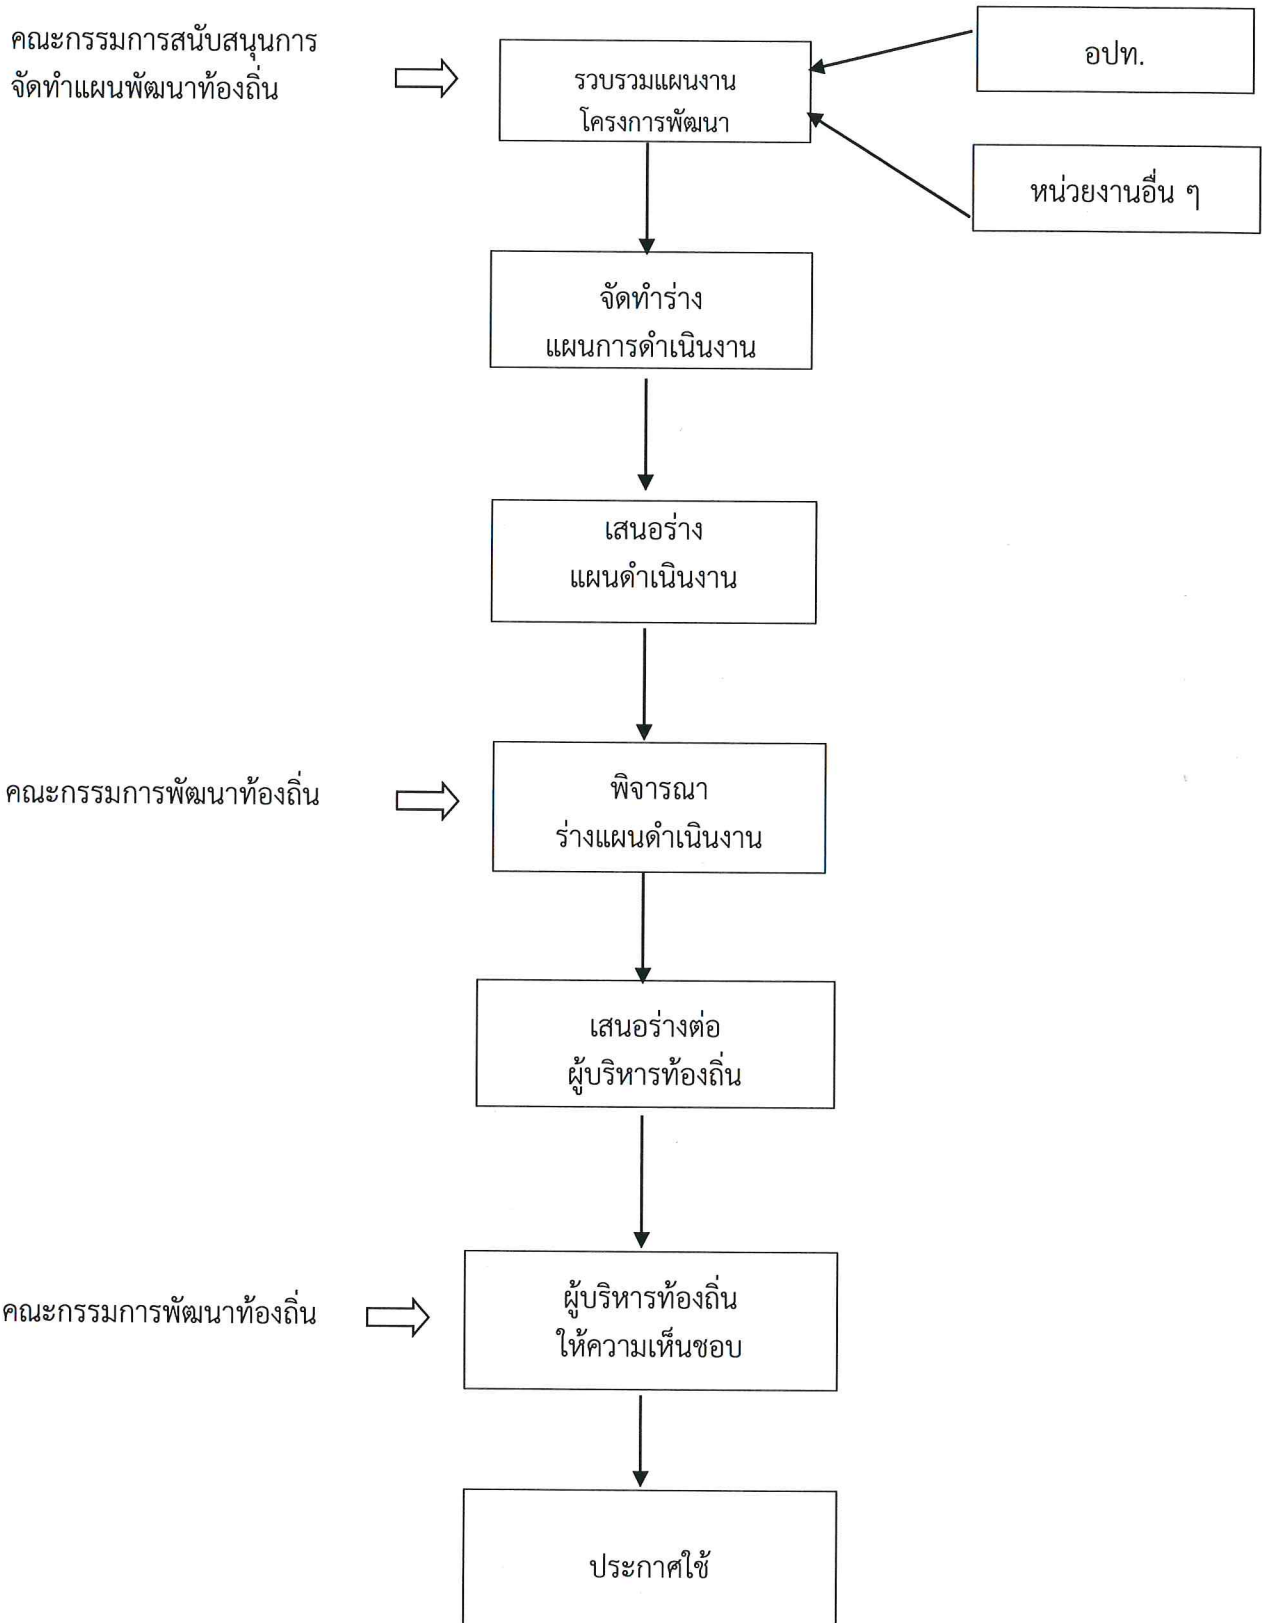 คณะกรรมการสนับสนุนการ
จัดทำแผนพัฒนาท้องถิ่น
รวบรวมแผนงาน
โครงการพัฒนา
อปท.
หน่วยงานอื่น ๆ
จัดทำร่าง
แผนการดำเนินงาน
เสนอร่าง
แผนดำเนินงาน
คณะกรรมการพัฒนาท้องถิ่น
พิจารณา
ร่างแผนดำเนินงาน
เสนอร่างต่อ
ผู้บริหารท้องถิ่น
คณะกรรมการพัฒนาท้องถิ่น
ผู้บริหารท้องถิ่น
ให้ความเห็นชอบ
ประกาศใช้